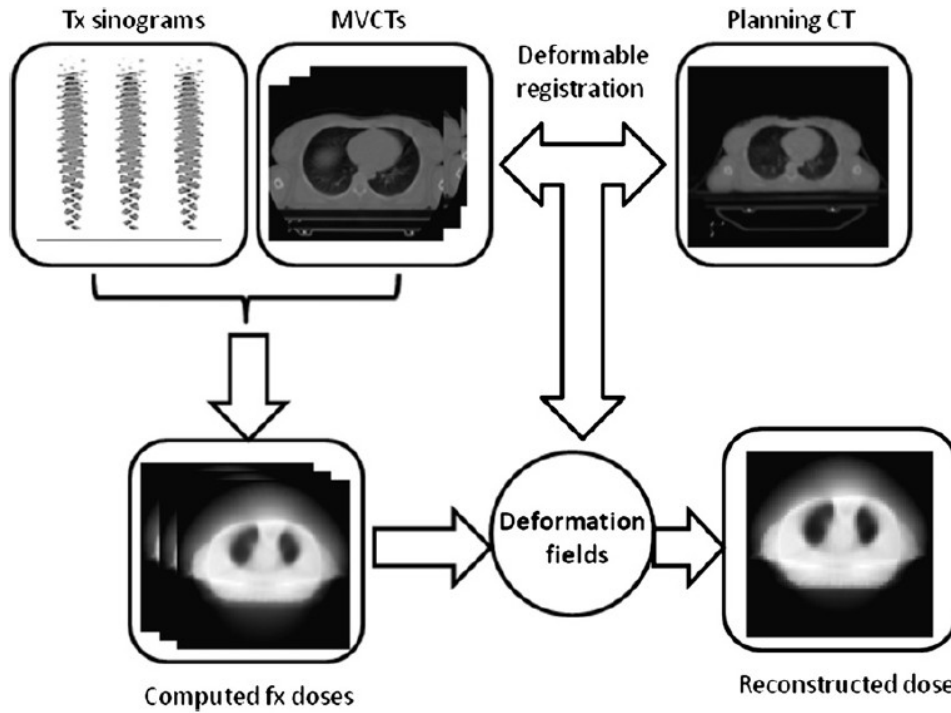 Tx sinograms
MVCTs
Planning CT
Deformable
registration
Deformation
fields
Computed fx doses
Reconstructed dose